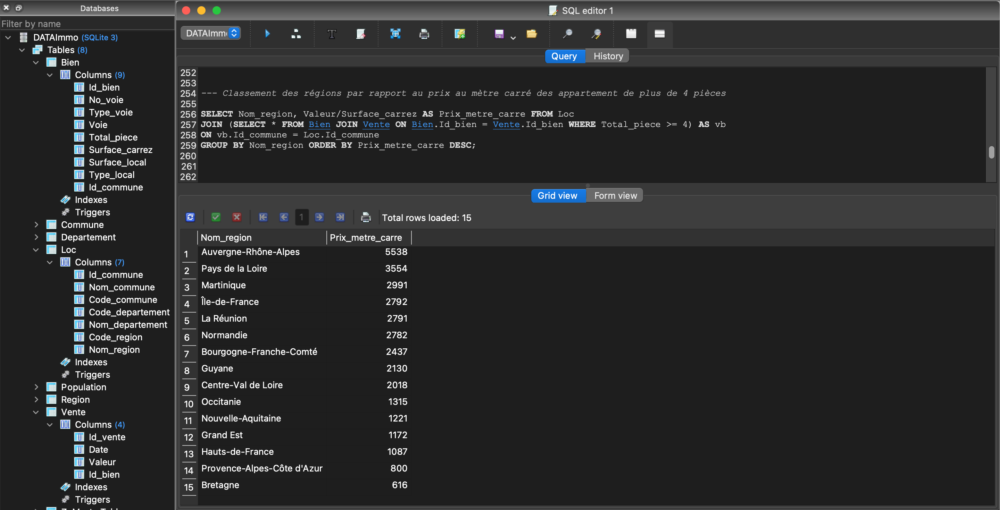 Databases
Filter by name
DATAImmo (SQLite 3)
Tables (8)
Bien
Columns (9)
Id_bien
No_voie
Type_voie
Voie
Total_piece
Surface_carrez
Surface_local
Type_local
Id_commune
Indexes
Triggers
Commune
Departement
Loc
Columns (7)
Id_commune
Nom_commune
Code_commune
Code_departement
Nom_departement
Code_region
Nom_region
Indexes
Triggers
Population
Region
Vente
Columns (4)
Id_vente
Date
Valeur
Id_bien
Indexes
Triggers
SQL editor 1
DATAImm
Query History
252
253
254 --- Classement des régions par rapport au prix au mètre carré des appartement de plus de 4 pièces
255
256 SELECT Nom_region, Valeur/Surface_carrez AS Prix_metre_carre FROM Loc
257 JOIN (SELECT * FROM Bien JOIN Vente ON Bien.Id_bien = Vente.Id_bien WHERE Total_piece >= 4) AS vb
258 ON vb.Id_commune = Loc.Id_commune
259 GROUP BY Nom_region ORDER BY Prix_metre_carre DESC;
260
261
262
Grid view Form view
1 Total rows loaded: 15
Nom_region Prix_metre_carre
1 Auvergne-Rhône-Alpes 5538
2 Pays de la Loire 3554
3 Martinique 2991
4 Île-de-France 2792
5 La Réunion 2791
6 Normandie 2782
7 Bourgogne-Franche-Comté 2437
8 Guyane 2130
9 Centre-Val de Loire 2018
10 Occitanie 1315
11 Nouvelle-Aquitaine 1221
12 Grand Est 1172
13 Hauts-de-France 1087
14 Provence-Alpes-Côte d'Azur 800
15 Bretagne 616